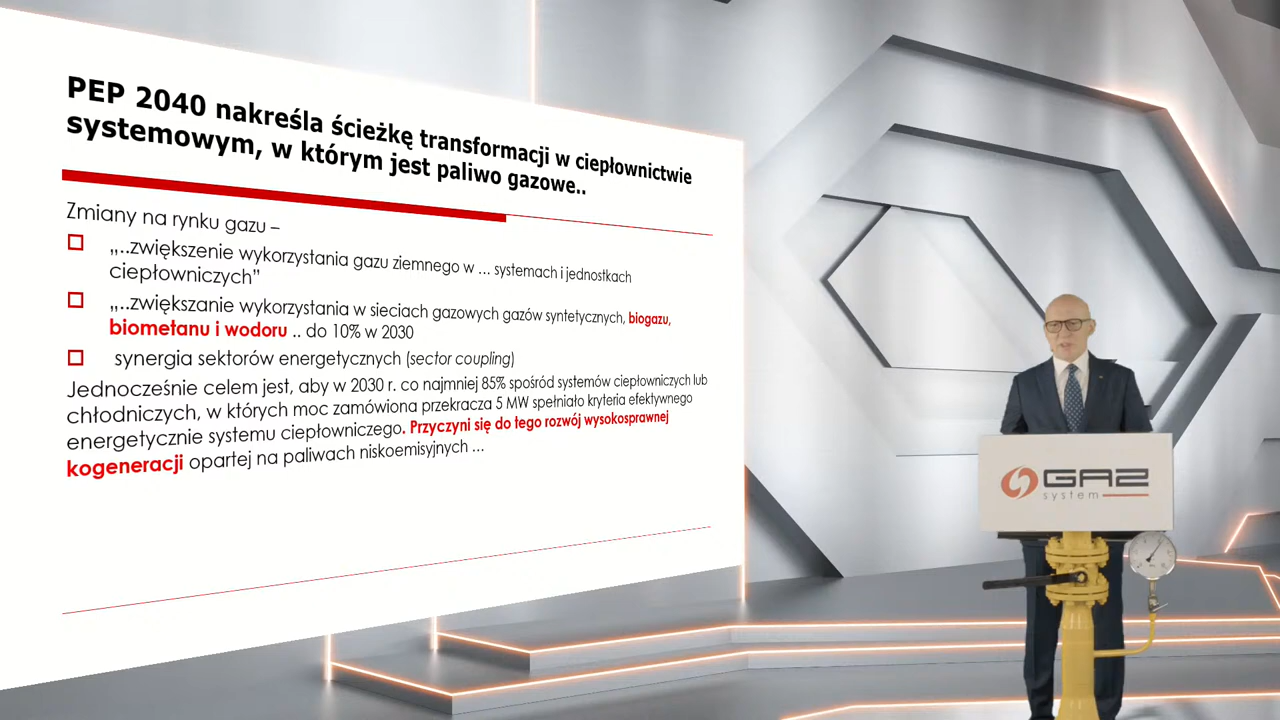 PEP 2040 nakreśla ścieżkę transformacji w ciepłownictwie
systemowym, w którym jest paliwo gazowe..
Zmiany na rynku gazu –
„..zwiększenie wykorzystania gazu ziemnego w ... systemach i jednostkach
ciepłowniczych”
„..zwiększanie wykorzystania w sieciach gazowych gazów syntetycznych, biogazu,
biometanu i wodoru .. do 10% w 2030
synergia sektorów energetycznych (sector coupling)
Jednocześnie celem jest, aby w 2030 r. co najmniej 85% spośród systemów ciepłowniczych lub
chłodniczych, w których moc zamówiona przekracza 5 MW spełniało kryteria efektywnego
energetycznie systemu ciepłowniczego. Przyczyni się do tego rozwój wysokosprawnej
kogeneracji opartej na paliwach niskoemisyjnych ...
GAZ
system